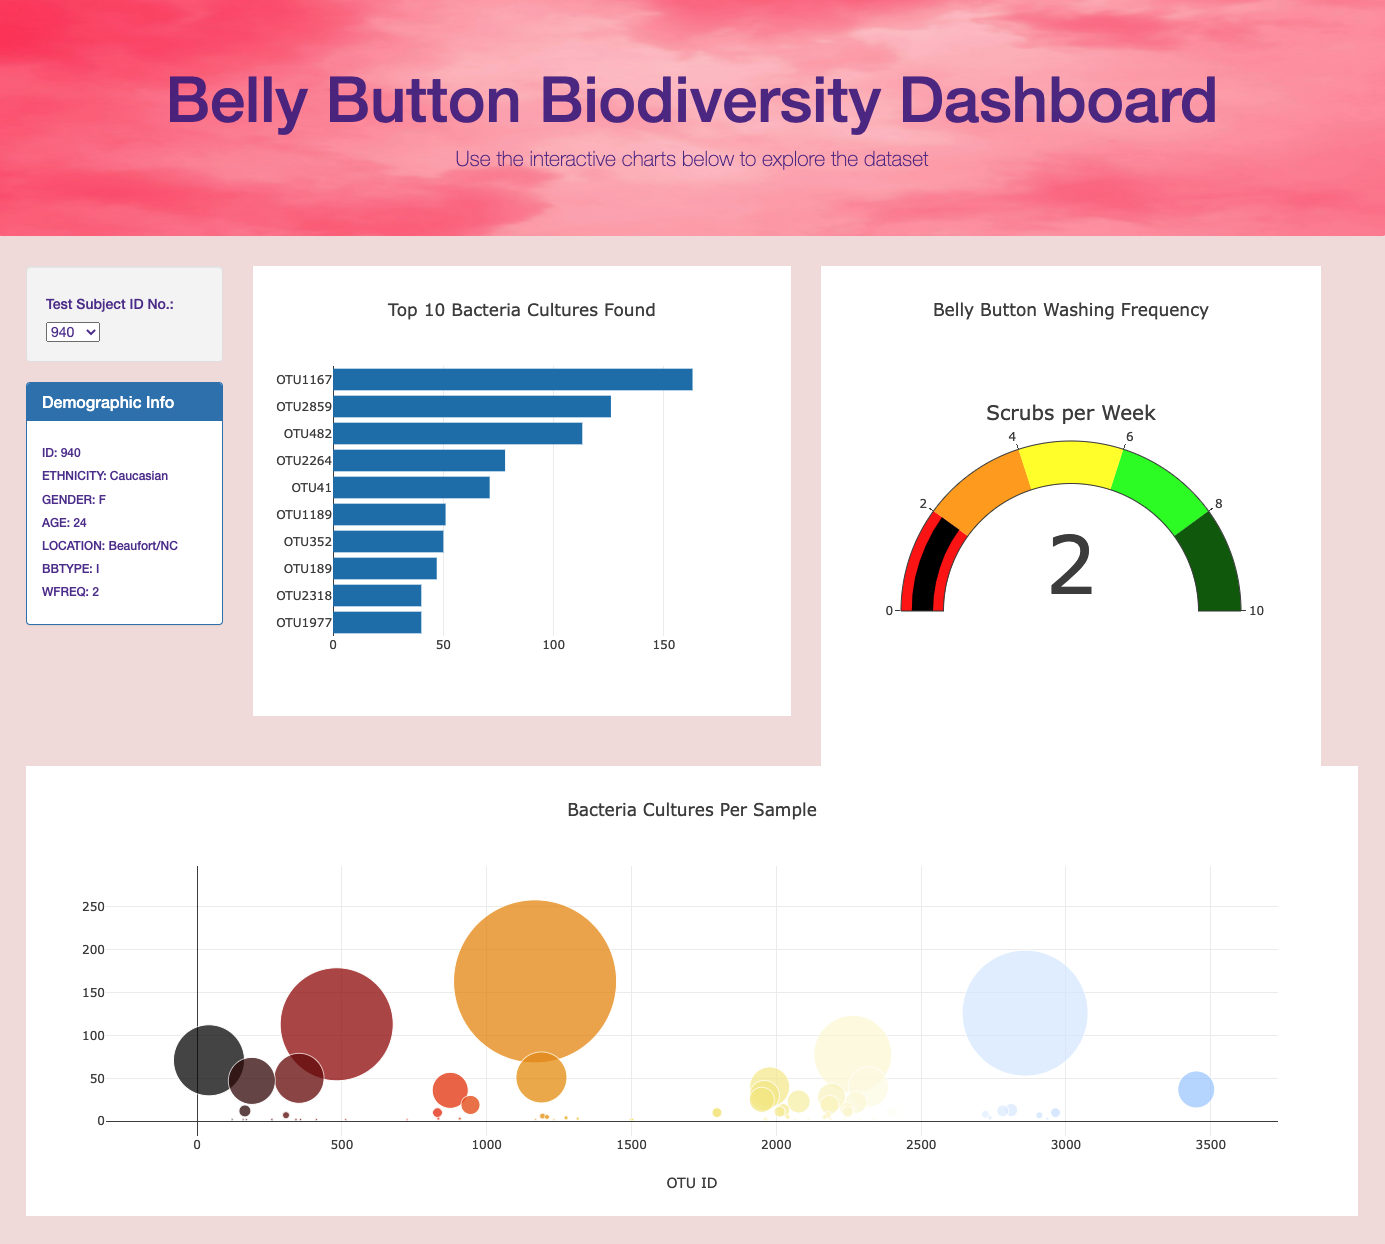 Belly Button Biodiversity Dashboard
Use the interactive charts below to explore the dataset
Test Subject ID No.:
940
Demographic Info
ID: 940
ETHNICITY: Caucasian
GENDER: F
AGE: 24
LOCATION: Beaufort/NC
BBTYPE: I
WFREQ: 2
Top 10 Bacteria Cultures Found
OTU1167
OTU2859
OTU482
OTU2264
OTU41
OTU1189
OTU352
OTU189
OTU2318
OTU1977
0 50 100 150
Belly Button Washing Frequency
Scrubs per Week
4 6
2 8
2
0 10
Bacteria Cultures Per Sample
250
200
150
100
50
0
0 500 1000 1500 2000 2500 3000 3500
OTU ID